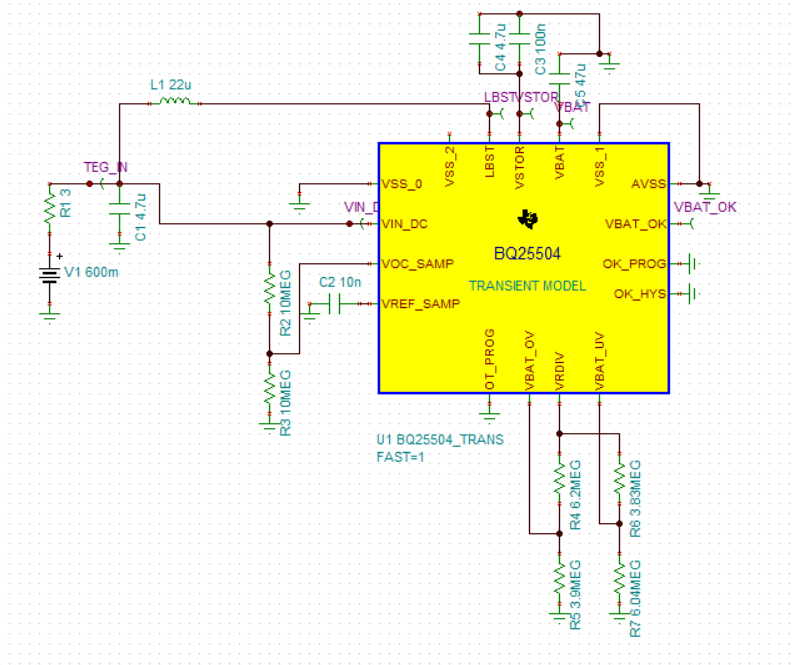 C4 4.7u
C3 100n
C5 47u
L1 22u
LBST
VSTOR
VBAT
TEG_IN
R1 3
C1 4.7u
V1 600m
+
VIN_D
VSS_0
VIN_DC
VOC_SAMP
VREF_SAMP
VSS_2
LBST
VSTOR
VBAT
VSS_1
AVSS
VBAT_OK
VBAT_OK
OK_PROG
OK_HYS
BQ25504
TRANSIENT MODEL
C2 10n
R2 10MEG
R3 10MEG
OT_PROG
VBAT_OV
VRDIV
VBAT_UV
U1 BQ25504_TRANS
FAST=1
R4 6.2MEG
R6 3.83MEG
R5 3.9MEG
R7 6.04MEG